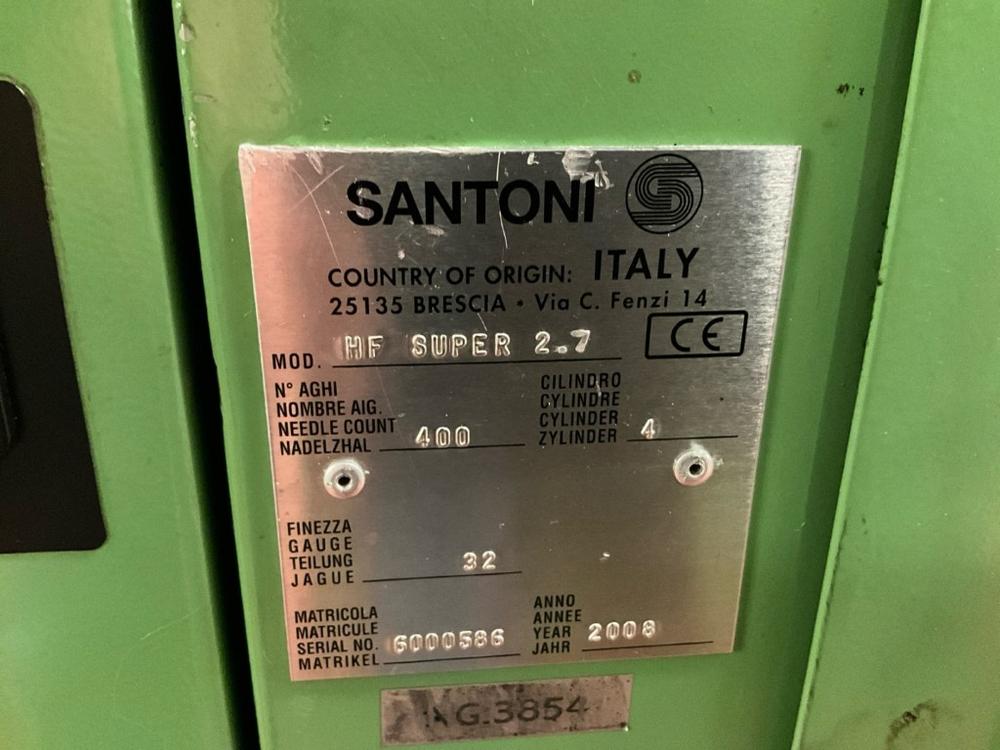 SANTONI
COUNTRY OF ORIGIN: ITALY
25135 BRESCIA • Via C. Fenzi 14
MOD. HF SUPER 2.7
CE
N° AGHI
NOMBRE AIG.
NEEDLE COUNT
NADELZHAL 400
CILINDRO
CYLINDRE
CYLINDER
ZYLINDER 4
FINEZZA
GAUGE
TEILUNG
JAGUE 32
MATRICOLA
MATRICULE
SERIAL NO. 6000586
MATRIKEL
ANNO
ANNEE
YEAR 2008
JAHR
G.3854